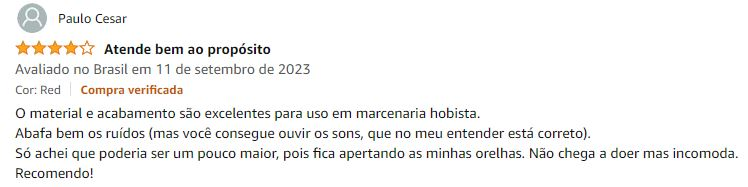 Paulo Cesar
Atende bem ao propósito
Avaliado no Brasil em 11 de setembro de 2023
Cor: Red | Compra verificada
O material e acabamento são excelentes para uso em marcenaria hobista.
Abafa bem os ruídos (mas você consegue ouvir os sons, que no meu entender está correto).
Só achei que poderia ser um pouco maior, pois fica apertando as minhas orelhas. Não chega a doer mas incomoda.
Recomendo!